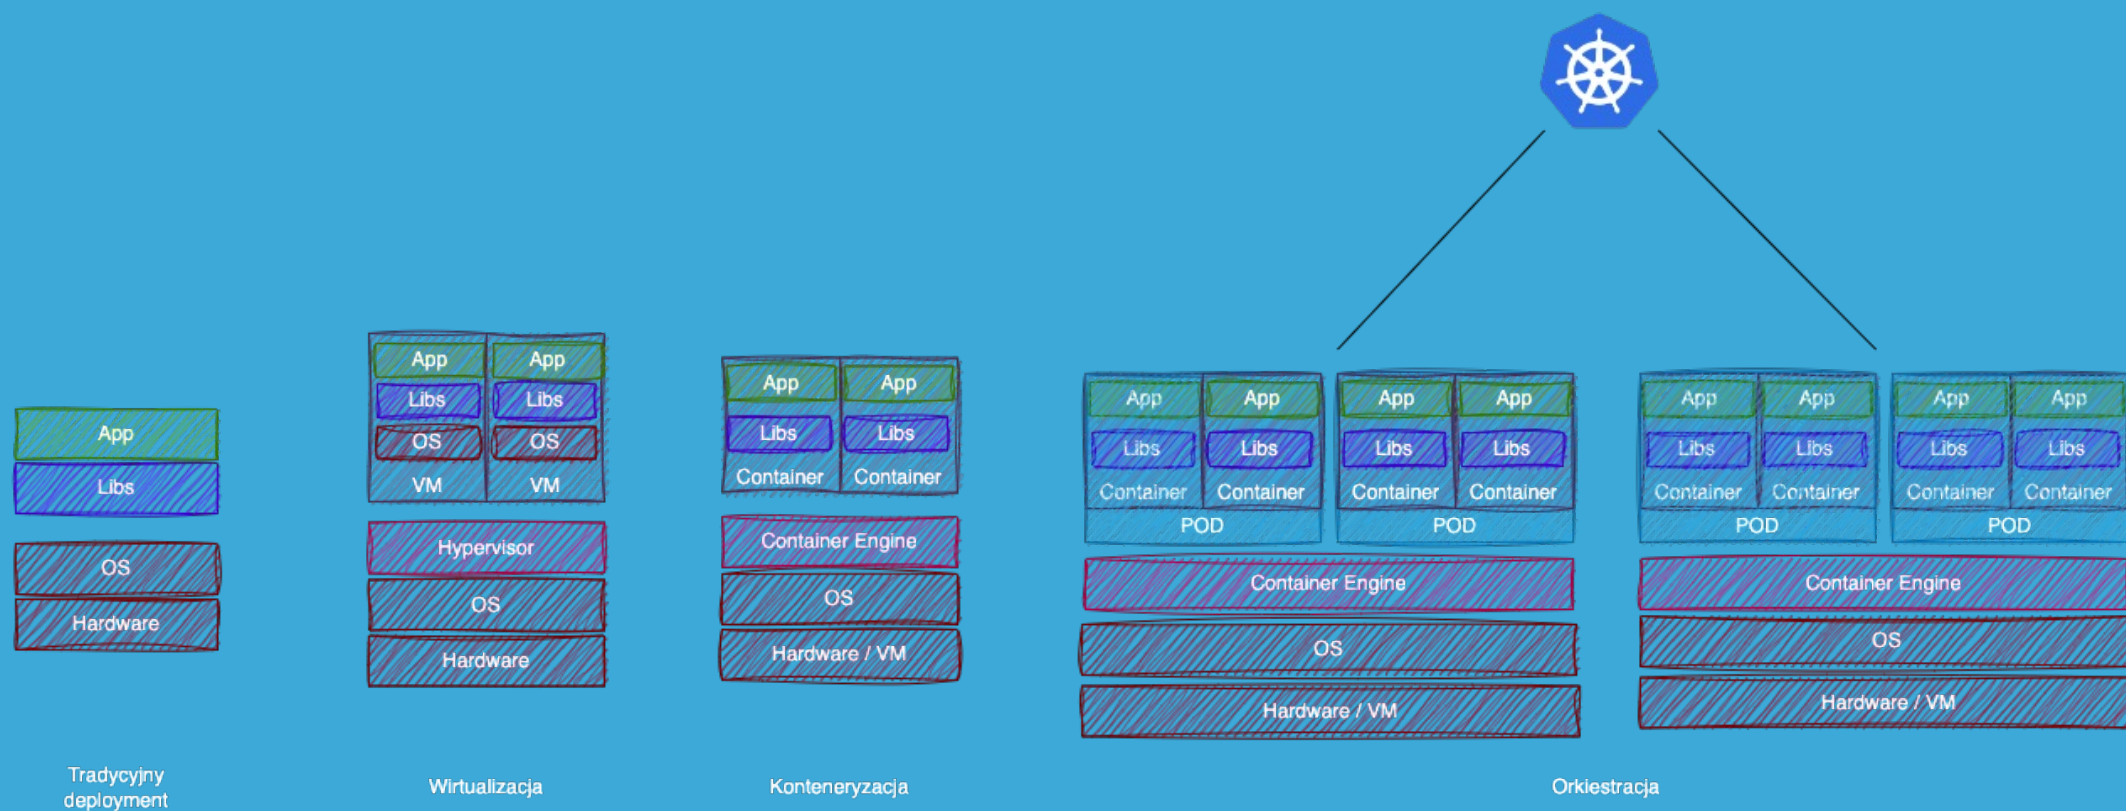 App
Libs
OS
Hardware
Tradycyjny
deployment
App App
Libs Libs
OS OS
VM VM
Hypervisor
OS
Hardware
Wirtualizacja
App App
Libs Libs
Container Container
Container Engine
OS
Hardware / VM
Konteneryzacja
App App App App
Libs Libs Libs Libs
Container Container Container Container
POD POD
Container Engine
OS
Hardware / VM
App App App App
Libs Libs Libs Libs
Container Container Container Container
POD POD
Container Engine
OS
Hardware / VM
Orkiestracja